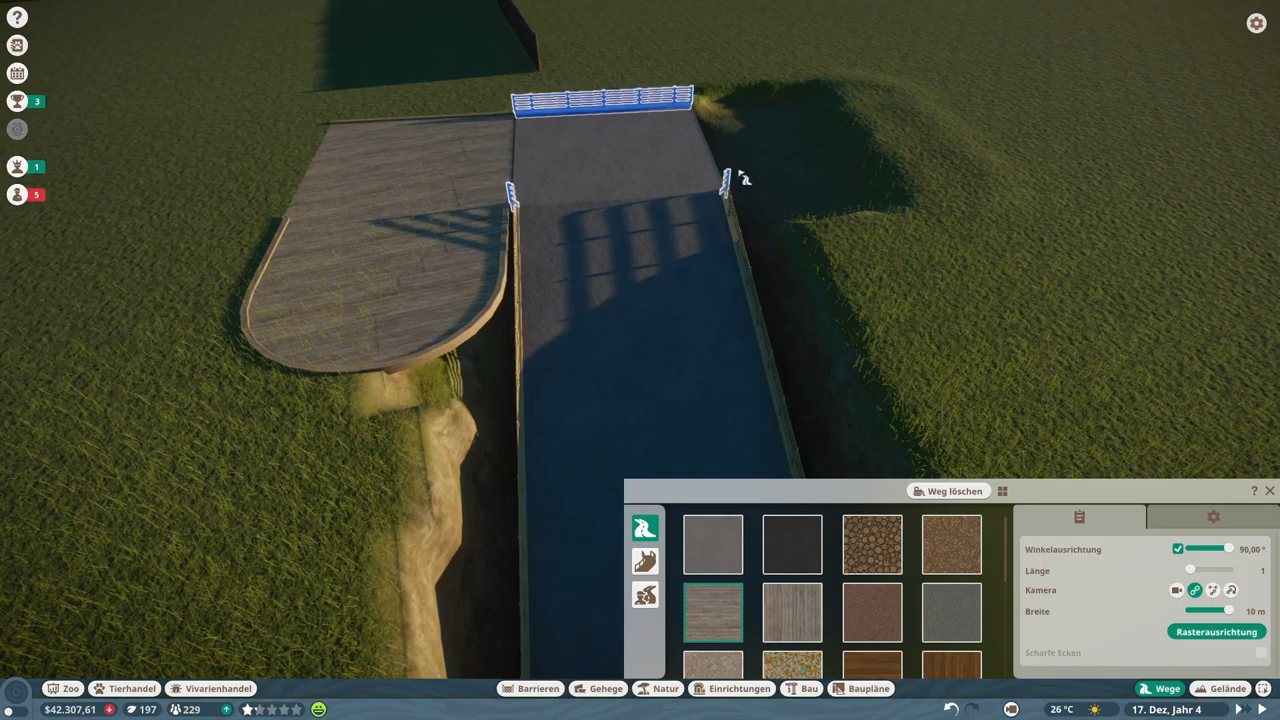 3
1
5
Weg löschen
?
Winkelausrichtung 90,00 °
Länge 1
Kamera
Breite 10 m
Rasterausrichtung
Scharfe Ecken
Zoo Tierhandel Vivarienhandel Barrieren Gehege Natur Einrichtungen Bau Baupläne Wege Gelände
$42.307,61 197 229 26 °C 17. Dez, Jahr 4